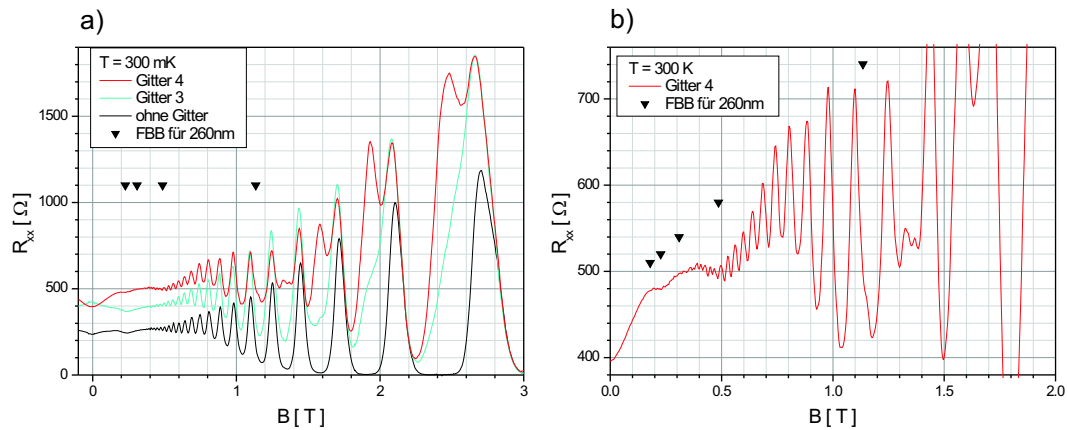 a)
T = 300 mK
Gitter 4
Gitter 3
ohne Gitter
FBB für 260nm
1500
1000
500
0
R_xx [ Ω ]
0
1
2
3
B [ T ]
b)
T = 300 K
Gitter 4
FBB für 260nm
700
600
500
400
R_xx [ Ω ]
0.0
0.5
1.0
1.5
2.0
B [ T ]